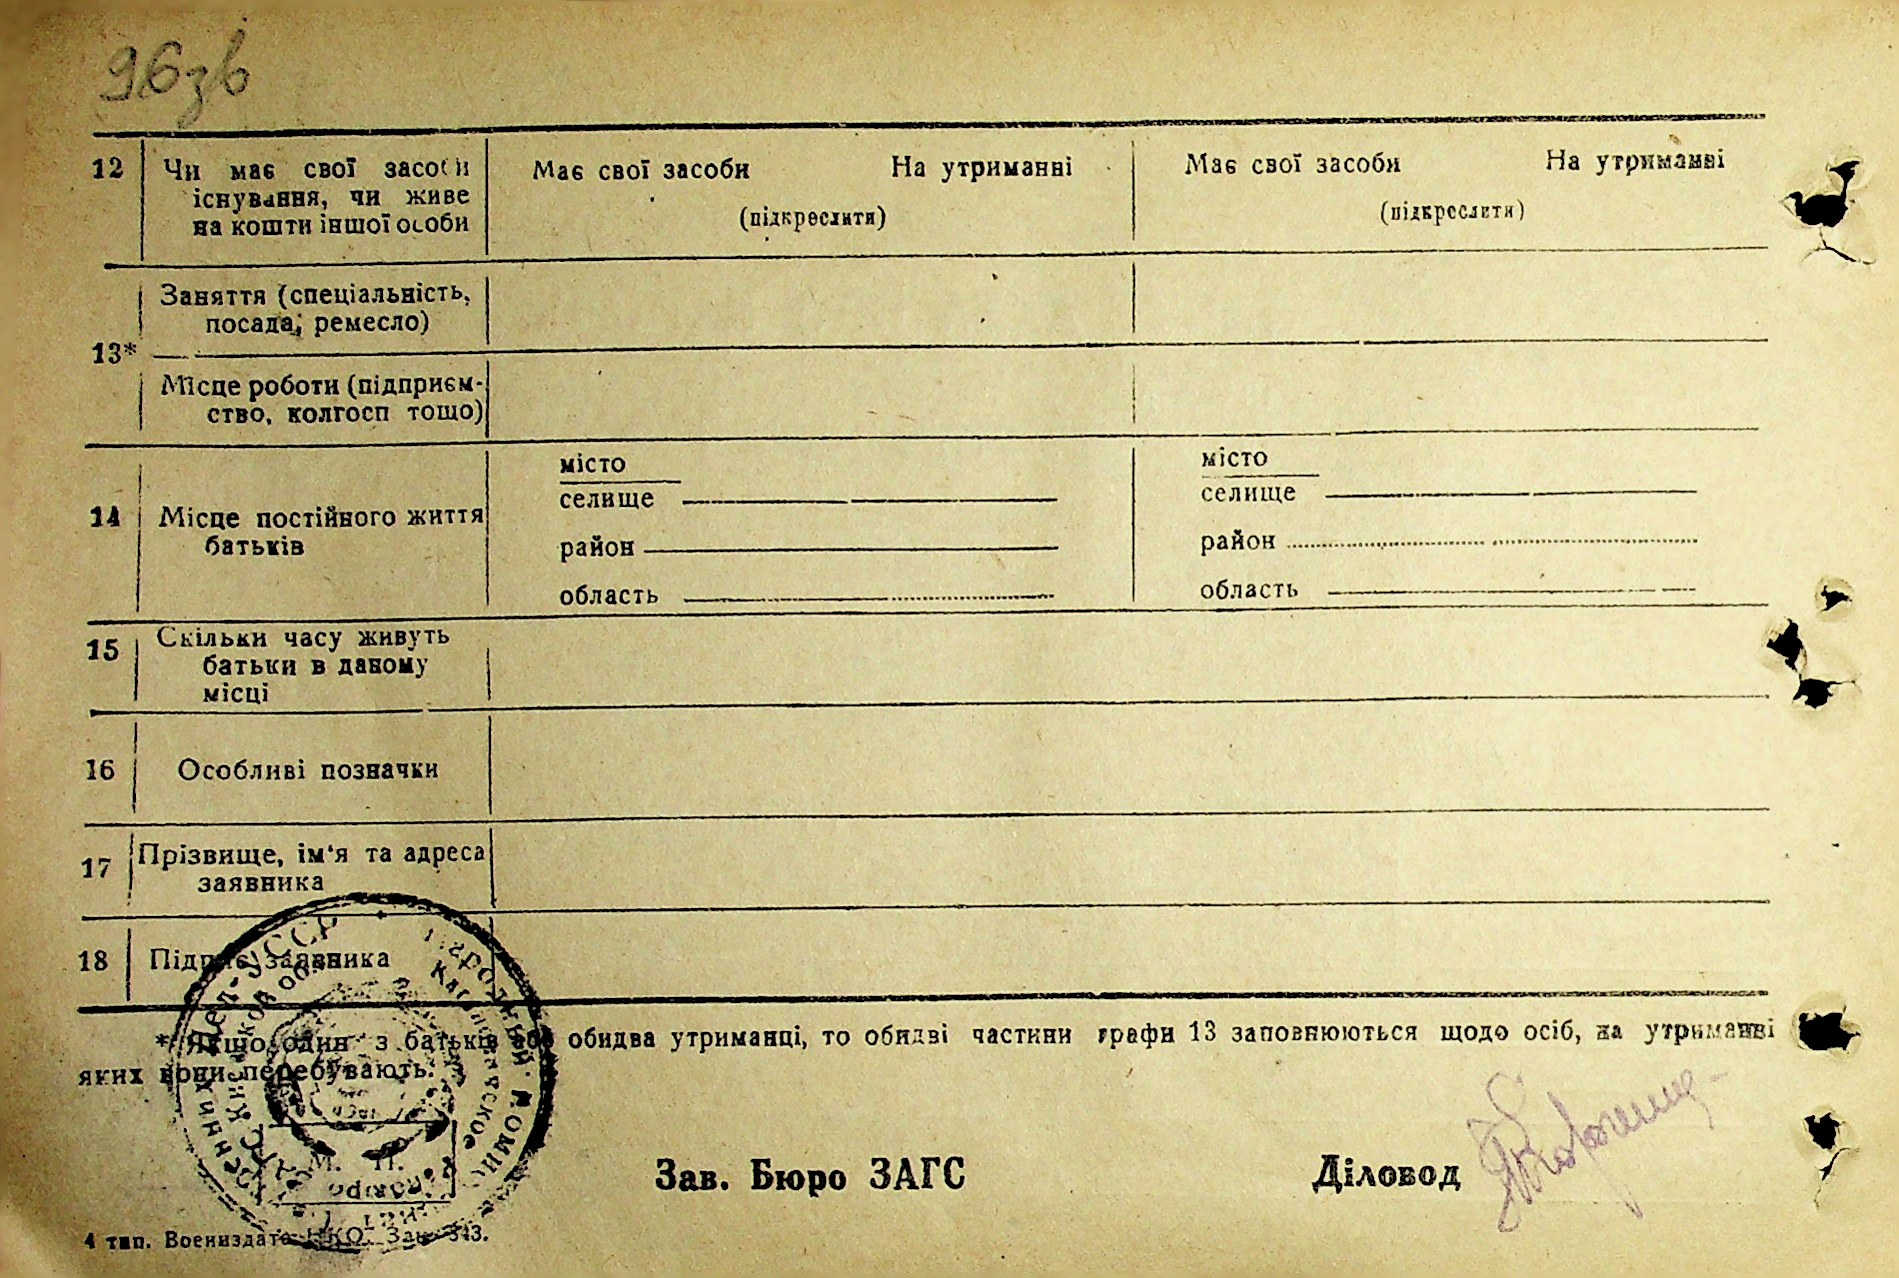 96зв
12 Чи має свої засоби існування, чи живе на кошти іншої особи
Має свої засоби На утриманні
(підкреслити)
Має свої засоби На утриманні
(підкреслити)
13*
Заняття (спеціальність,
посада, ремесло)
Місце роботи (підприєм-
ство, колгосп тощо)
14 Місце постійного життя
батьків
місто
селище
район
область
місто
селище
район
область
15 Скільки часу живуть
батьки в даному
місці
16 Особливі позначки
17 Прізвище, ім'я та адреса
заявника
18 Підпис заявника
* Якщо один з батьків або обидва утриманці, то обидві частини графи 13 заповнюються щодо осіб, на утриманні
яких вони перебувають.
М. П.
Зав. Бюро ЗАГС
Діловод
4 тип. Воениздата НКО. Зак. 343.